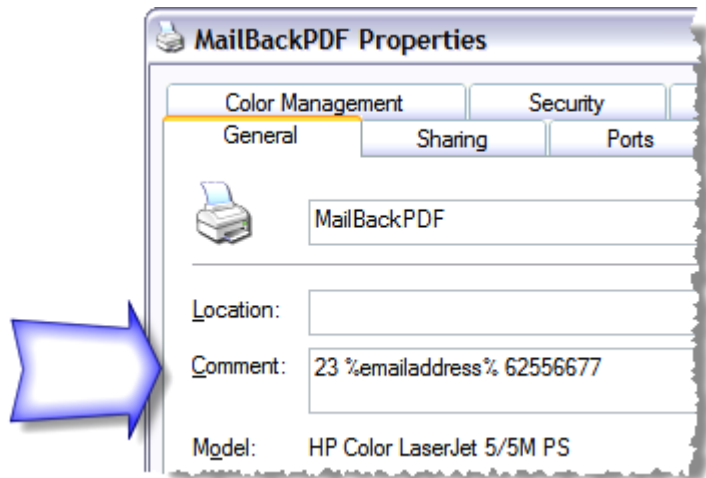 MailBackPDF Properties
Color Management Security
General Sharing Ports
MailBackPDF
Location:
Comment: 23 %emailaddress% 62556677
Model: HP Color LaserJet 5/5M PS